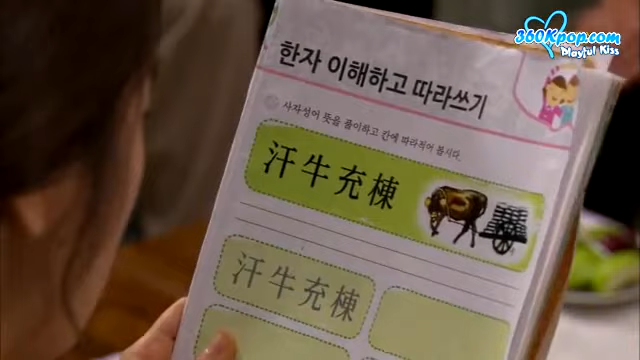 360Kpop.com
Playful Kiss
한자 이해하고 따라쓰기
사자성어 뜻을 풀이하고 칸에 따라적어 봅시다.
汗牛充棟
汗牛充棟